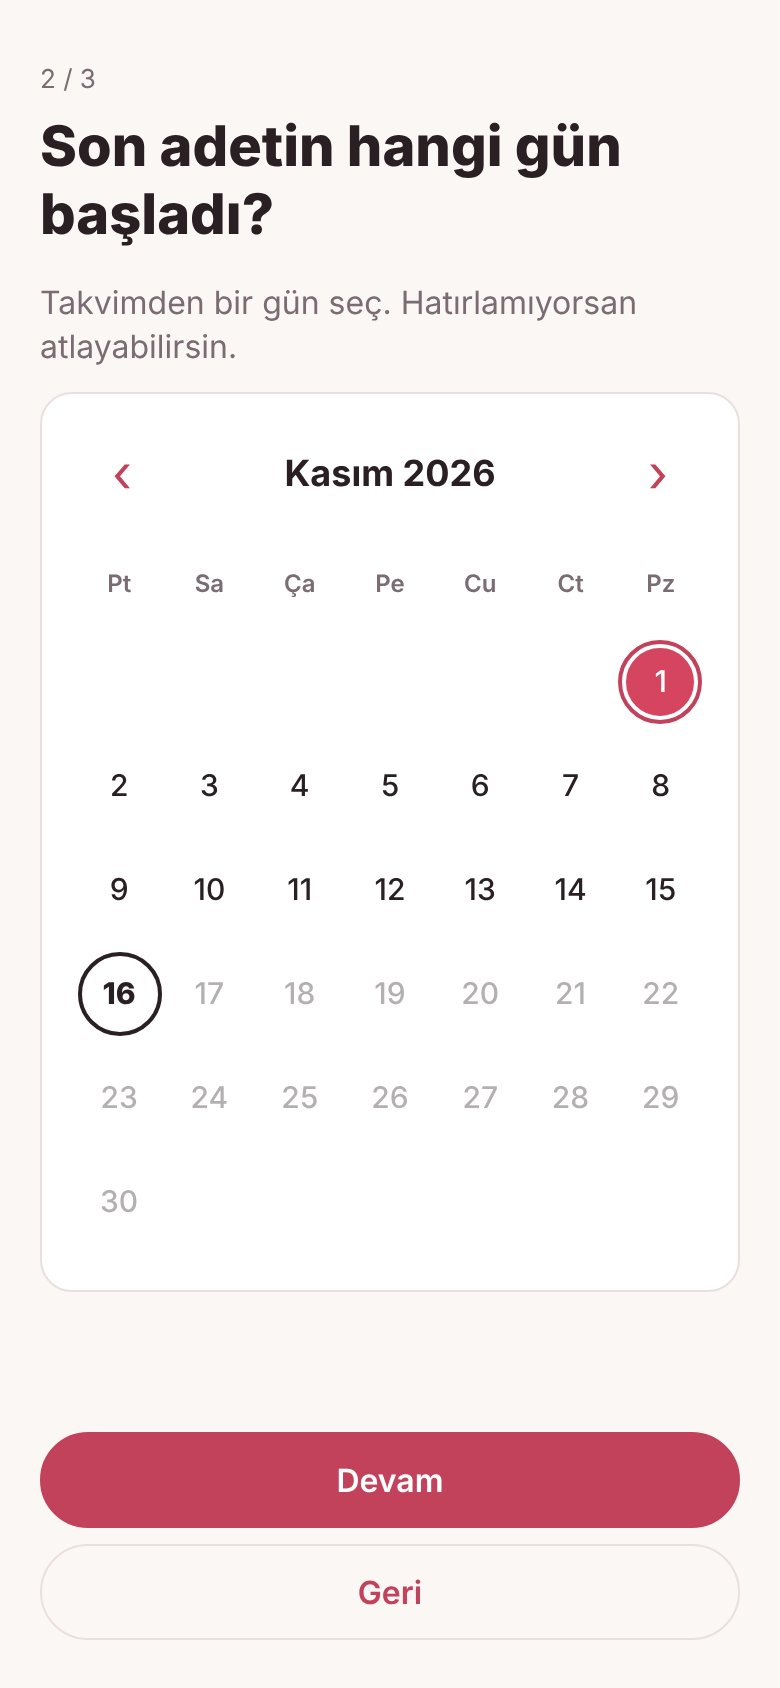 2 / 3
Son adetin hangi gün
başladı?
Takvimden bir gün seç. Hatırlamıyorsan
atlayabilirsin.
‹ Kasım 2026 ›
Pt Sa Ça Pe Cu Ct Pz
1
2 3 4 5 6 7 8
9 10 11 12 13 14 15
16 17 18 19 20 21 22
23 24 25 26 27 28 29
30
Devam
Geri